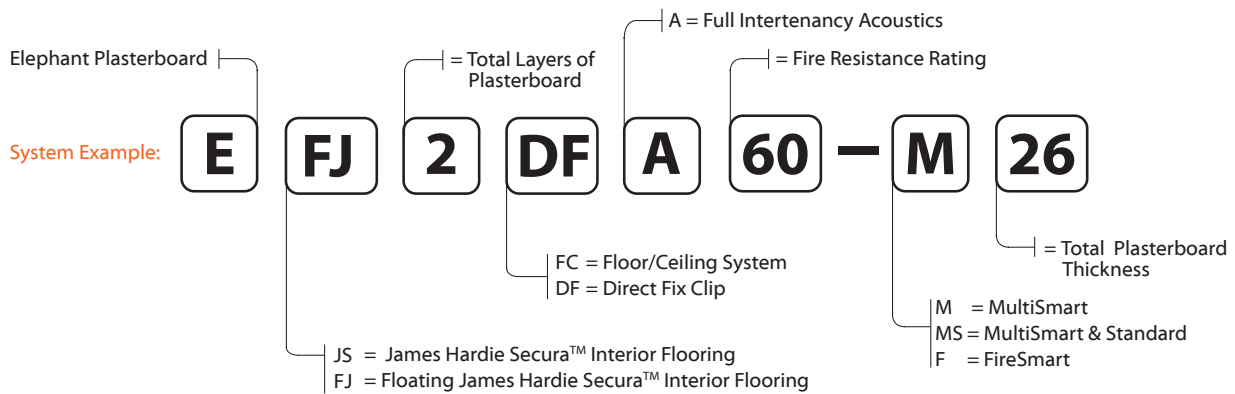 A = Full Intertenancy Acoustics
Elephant Plasterboard
= Total Layers of
Plasterboard
= Fire Resistance Rating
System Example:
E FJ 2 DF A 60 – M 26
FC = Floor/Ceiling System
DF = Direct Fix Clip
= Total Plasterboard
Thickness
M = MultiSmart
MS = MultiSmart & Standard
F = FireSmart
JS = James Hardie Secura™ Interior Flooring
FJ = Floating James Hardie Secura™ Interior Flooring